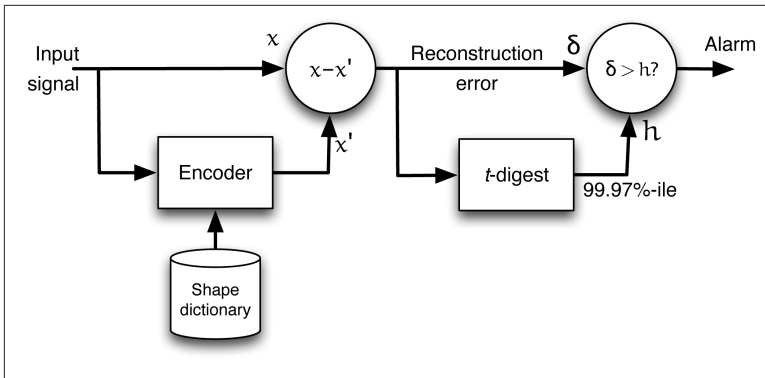 Input
signal
x
x–x'
x'
Encoder
Shape
dictionary
Reconstruction
error
δ
δ > h?
h
t-digest
99.97%-ile
Alarm